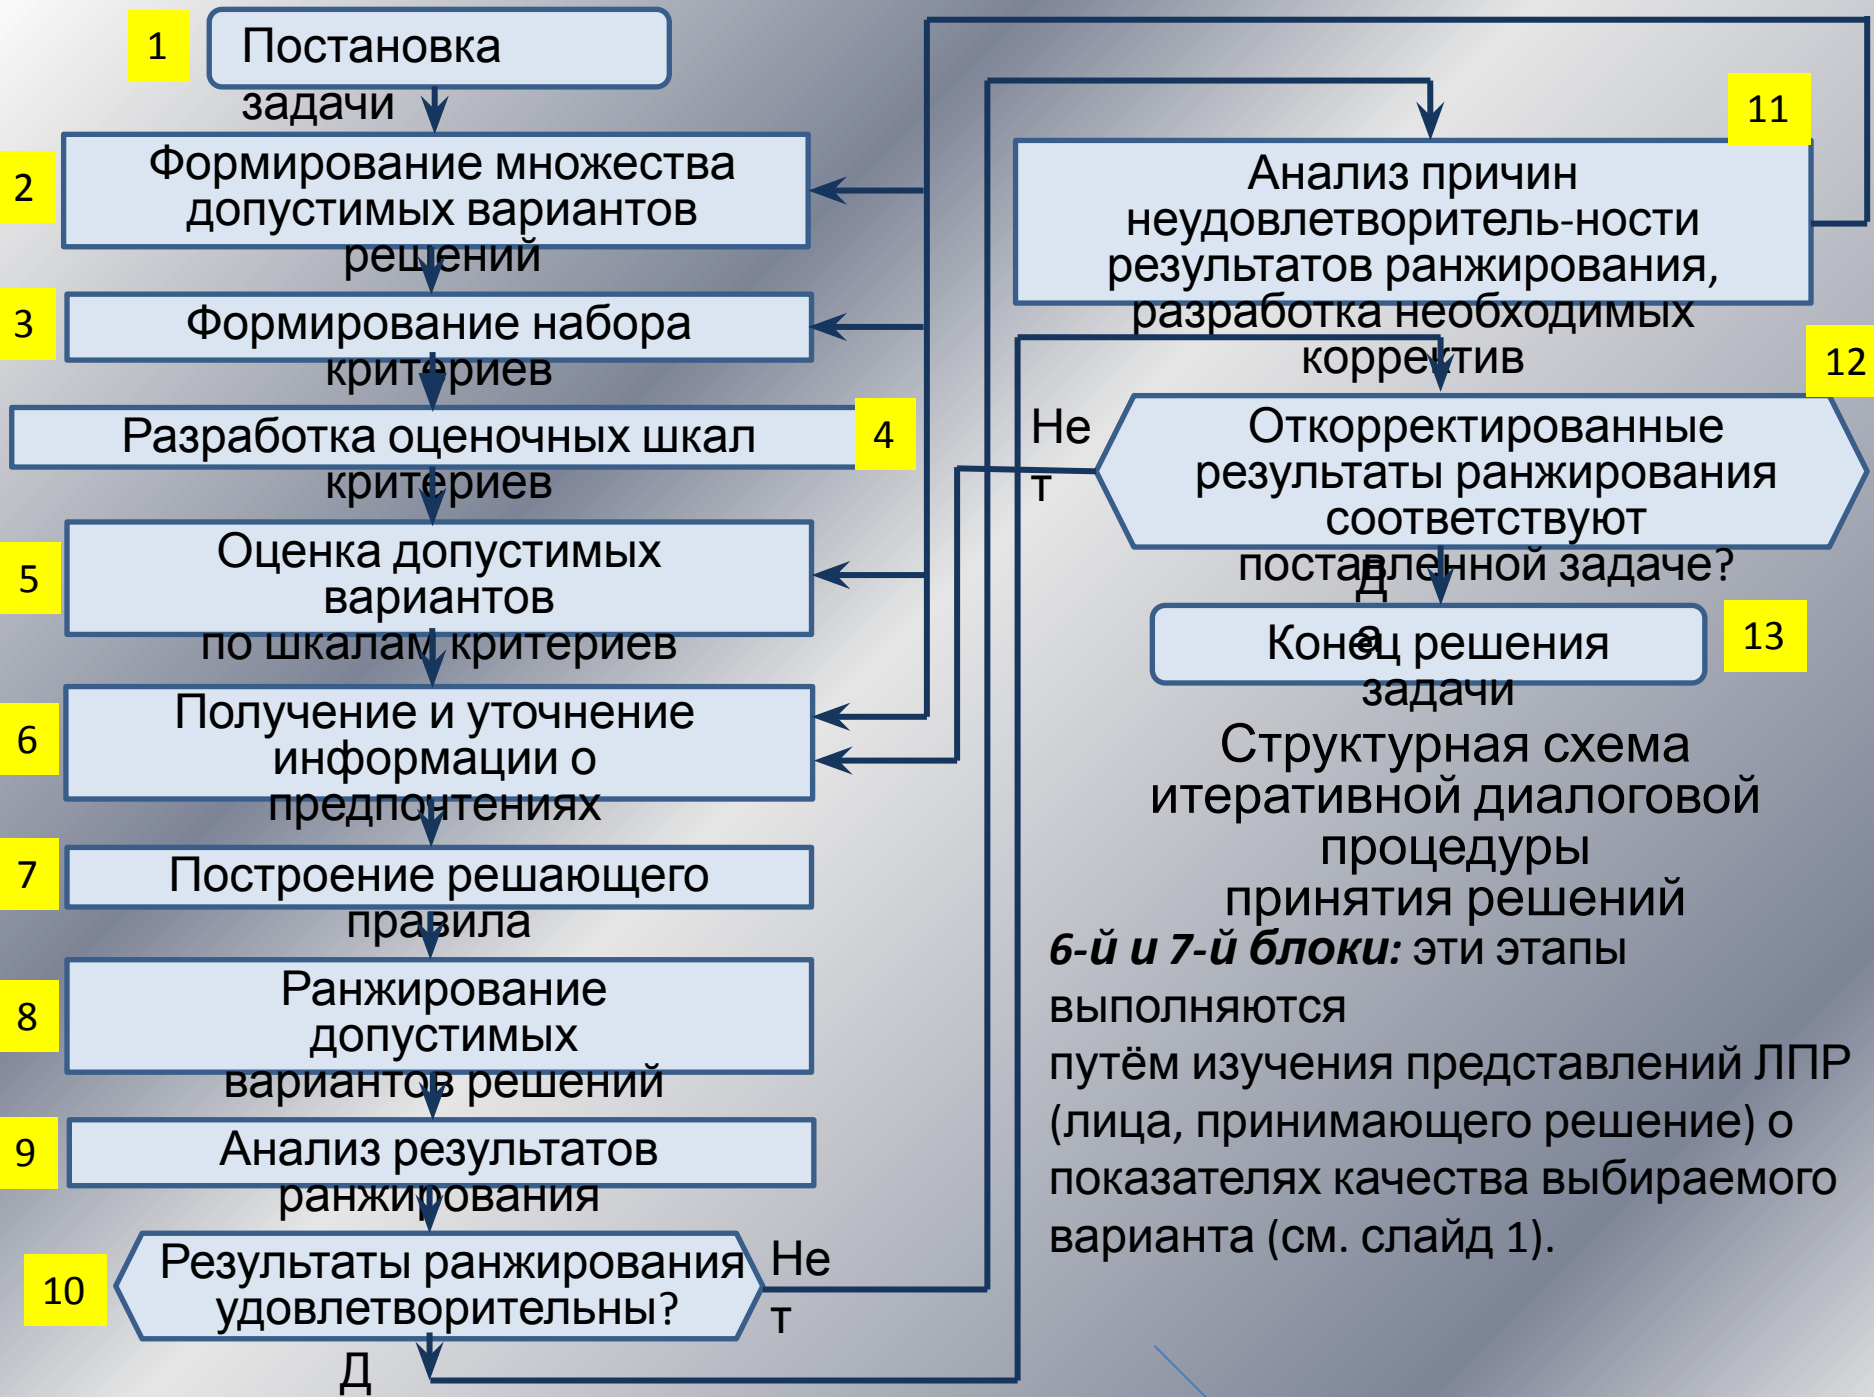 1
Постановка
задачи
2
Формирование множества
допустимых вариантов
решений
3
Формирование набора
критериев
4
Разработка оценочных шкал
критериев
5
Оценка допустимых
вариантов
по шкалам критериев
6
Получение и уточнение
информации о
предпочтениях
7
Построение решающего
правила
8
Ранжирование
допустимых
вариантов решений
9
Анализ результатов
ранжирования
10
Результаты ранжирования
удовлетворительны?
Не
т
Д
11
Анализ причин
неудовлетворитель-ности
результатов ранжирования,
разработка необходимых
корректив
12
Откорректированные
результаты ранжирования
соответствуют
поставленной задаче?
Не
т
Д
а
13
Конец решения
задачи
Структурная схема
итеративной диалоговой
процедуры
принятия решений
6-й и 7-й блоки: эти этапы
выполняются
путём изучения представлений ЛПР
(лица, принимающего решение) о
показателях качества выбираемого
варианта (см. слайд 1).